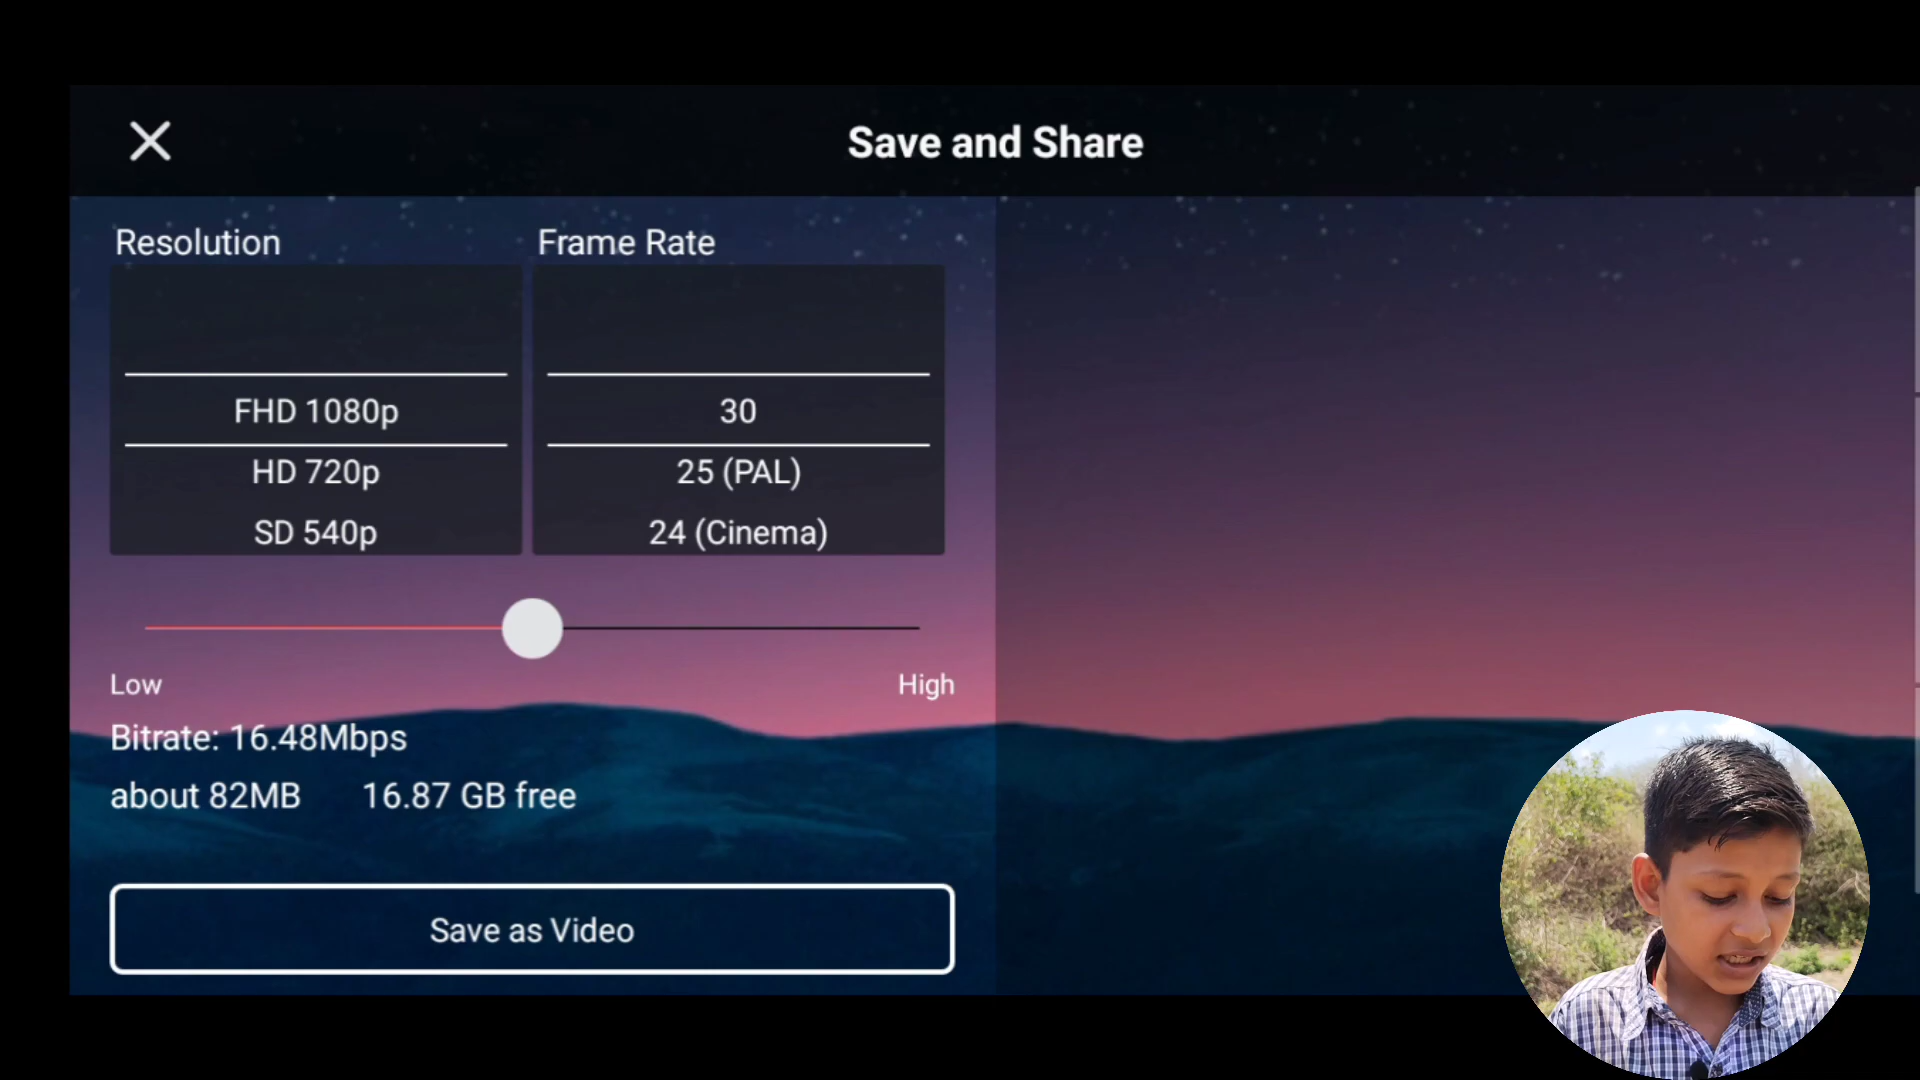 Save and Share
Resolution
Frame Rate
FHD 1080p
30
HD 720p
25 (PAL)
SD 540p
24 (Cinema)
Low
High
Bitrate: 16.48Mbps
about 82MB 16.87 GB free
Save as Video